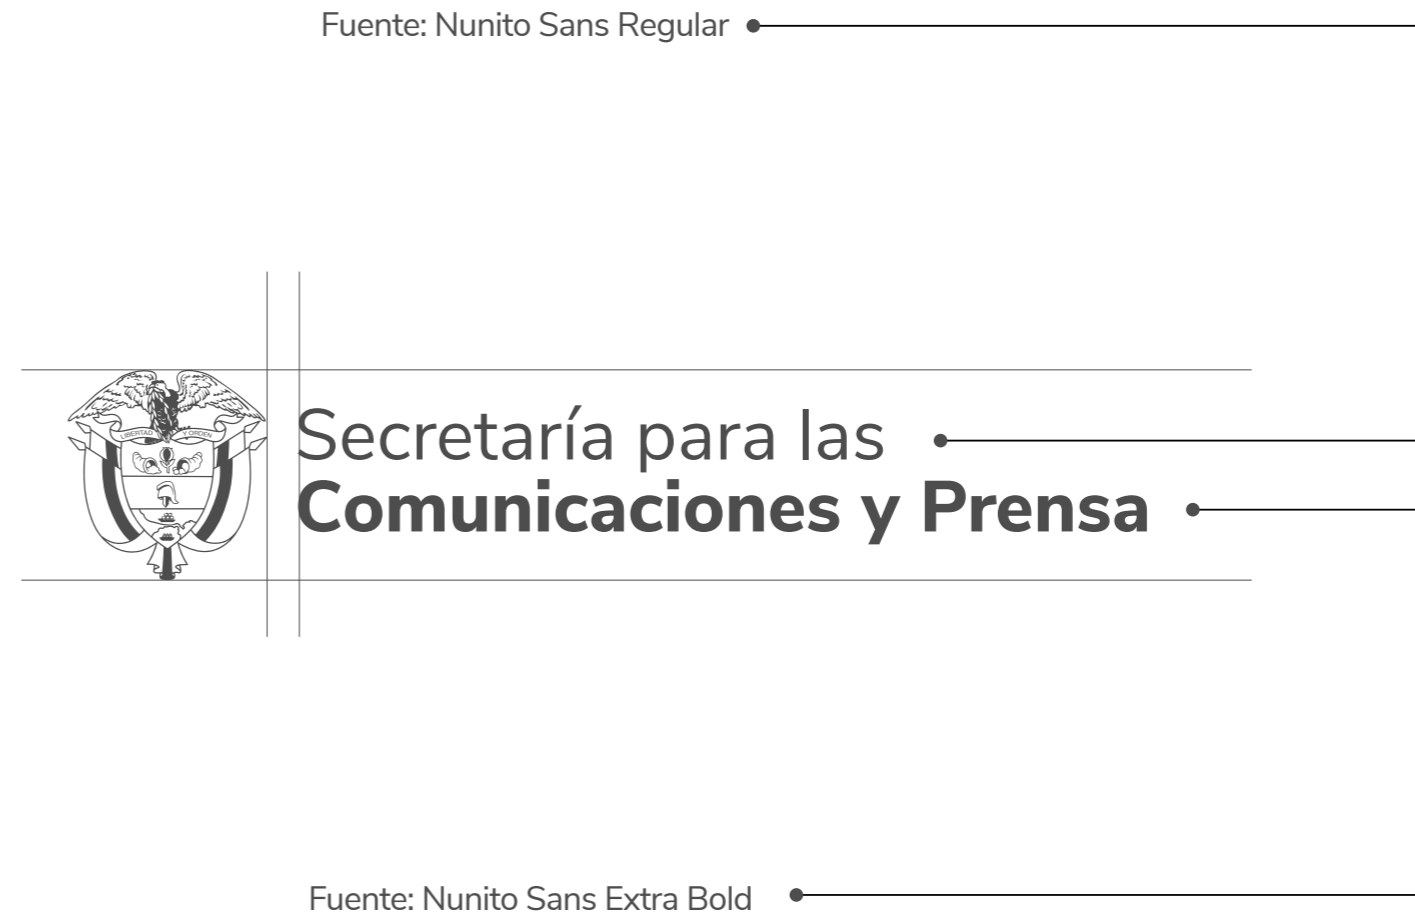 Fuente: Nunito Sans Regular
LIBERTAD Y ORDEN
Secretaría para las
Comunicaciones y Prensa
Fuente: Nunito Sans Extra Bold